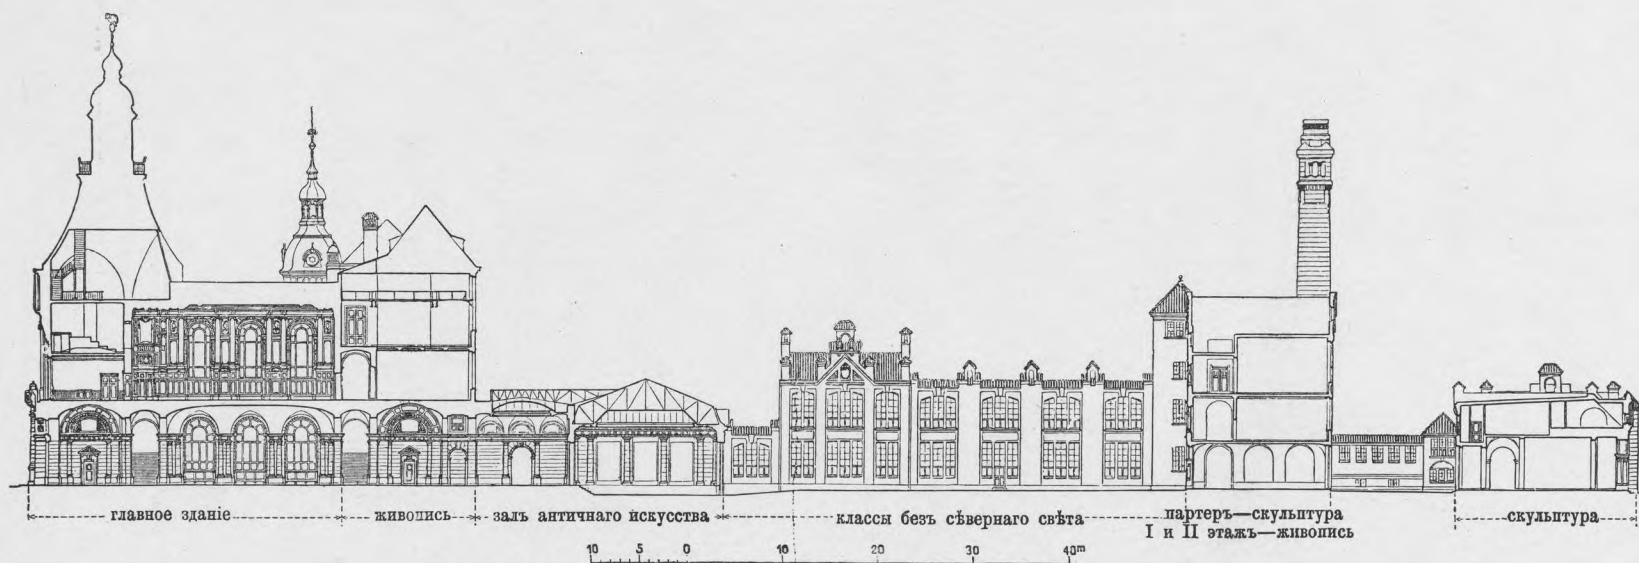 главное зданіе
живопись
залъ античнаго искусства
классы безъ сѣвернаго свѣта
партеръ—скульптура
I и II этажъ—живопись
скульптура
10 5 0 10 20 30 40m